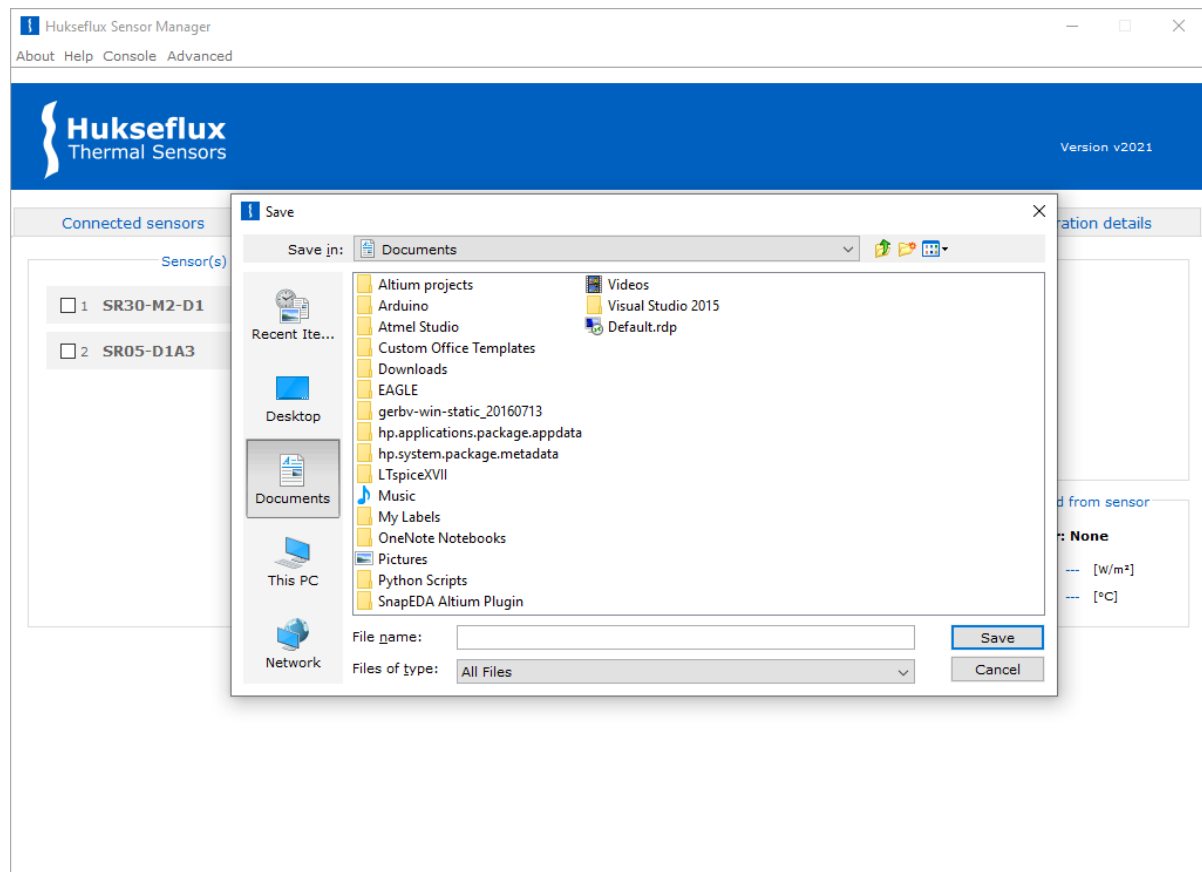 Hukseflux Sensor Manager
About Help Console Advanced
Hukseflux
Thermal Sensors
Version v2021
Connected sensors
ration details
Sensor(s)
1 SR30-M2-D1
2 SR05-D1A3
Save
Save in:
Documents
Recent Ite...
Desktop
Documents
This PC
Network
Altium projects
Arduino
Atmel Studio
Custom Office Templates
Downloads
EAGLE
gerbv-win-static_20160713
hp.applications.package.appdata
hp.system.package.metadata
LTspiceXVII
Music
My Labels
OneNote Notebooks
Pictures
Python Scripts
SnapEDA Altium Plugin
Videos
Visual Studio 2015
Default.rdp
File name:
Save
Files of type:
All Files
Cancel
d from sensor
r: None
--- [W/m²]
--- [°C]